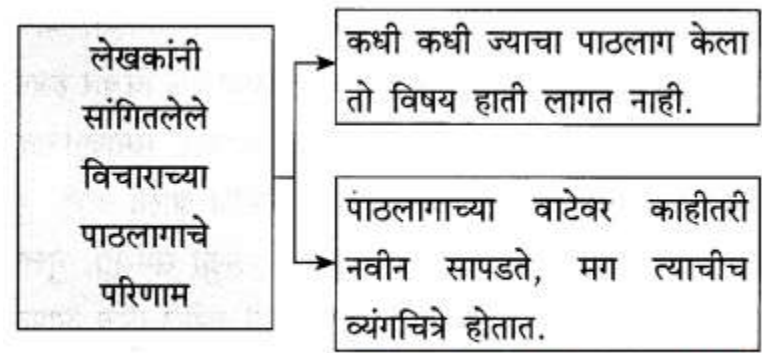 लेखकांनी
सांगितलेले
विचाराच्या
पाठलागाचे
परिणाम
कधी कधी ज्याचा पाठलाग केला
तो विषय हाती लागत नाही.
पाठलागाच्या वाटेवर काहीतरी
नवीन सापडते, मग त्याचीच
व्यंगचित्रे होतात.